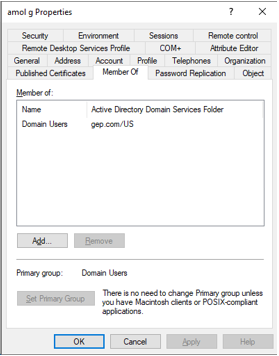 amol g Properties
?
Security Environment Sessions Remote control
Remote Desktop Services Profile COM+ Attribute Editor
General Address Account Profile Telephones Organization
Published Certificates Member Of Password Replication Object
Member of:
Name Active Directory Domain Services Folder
Domain Users gep.com/US
Add... Remove
Primary group: Domain Users
Set Primary Group
There is no need to change Primary group unless
you have Macintosh clients or POSIX-compliant
applications.
OK Cancel Apply Help